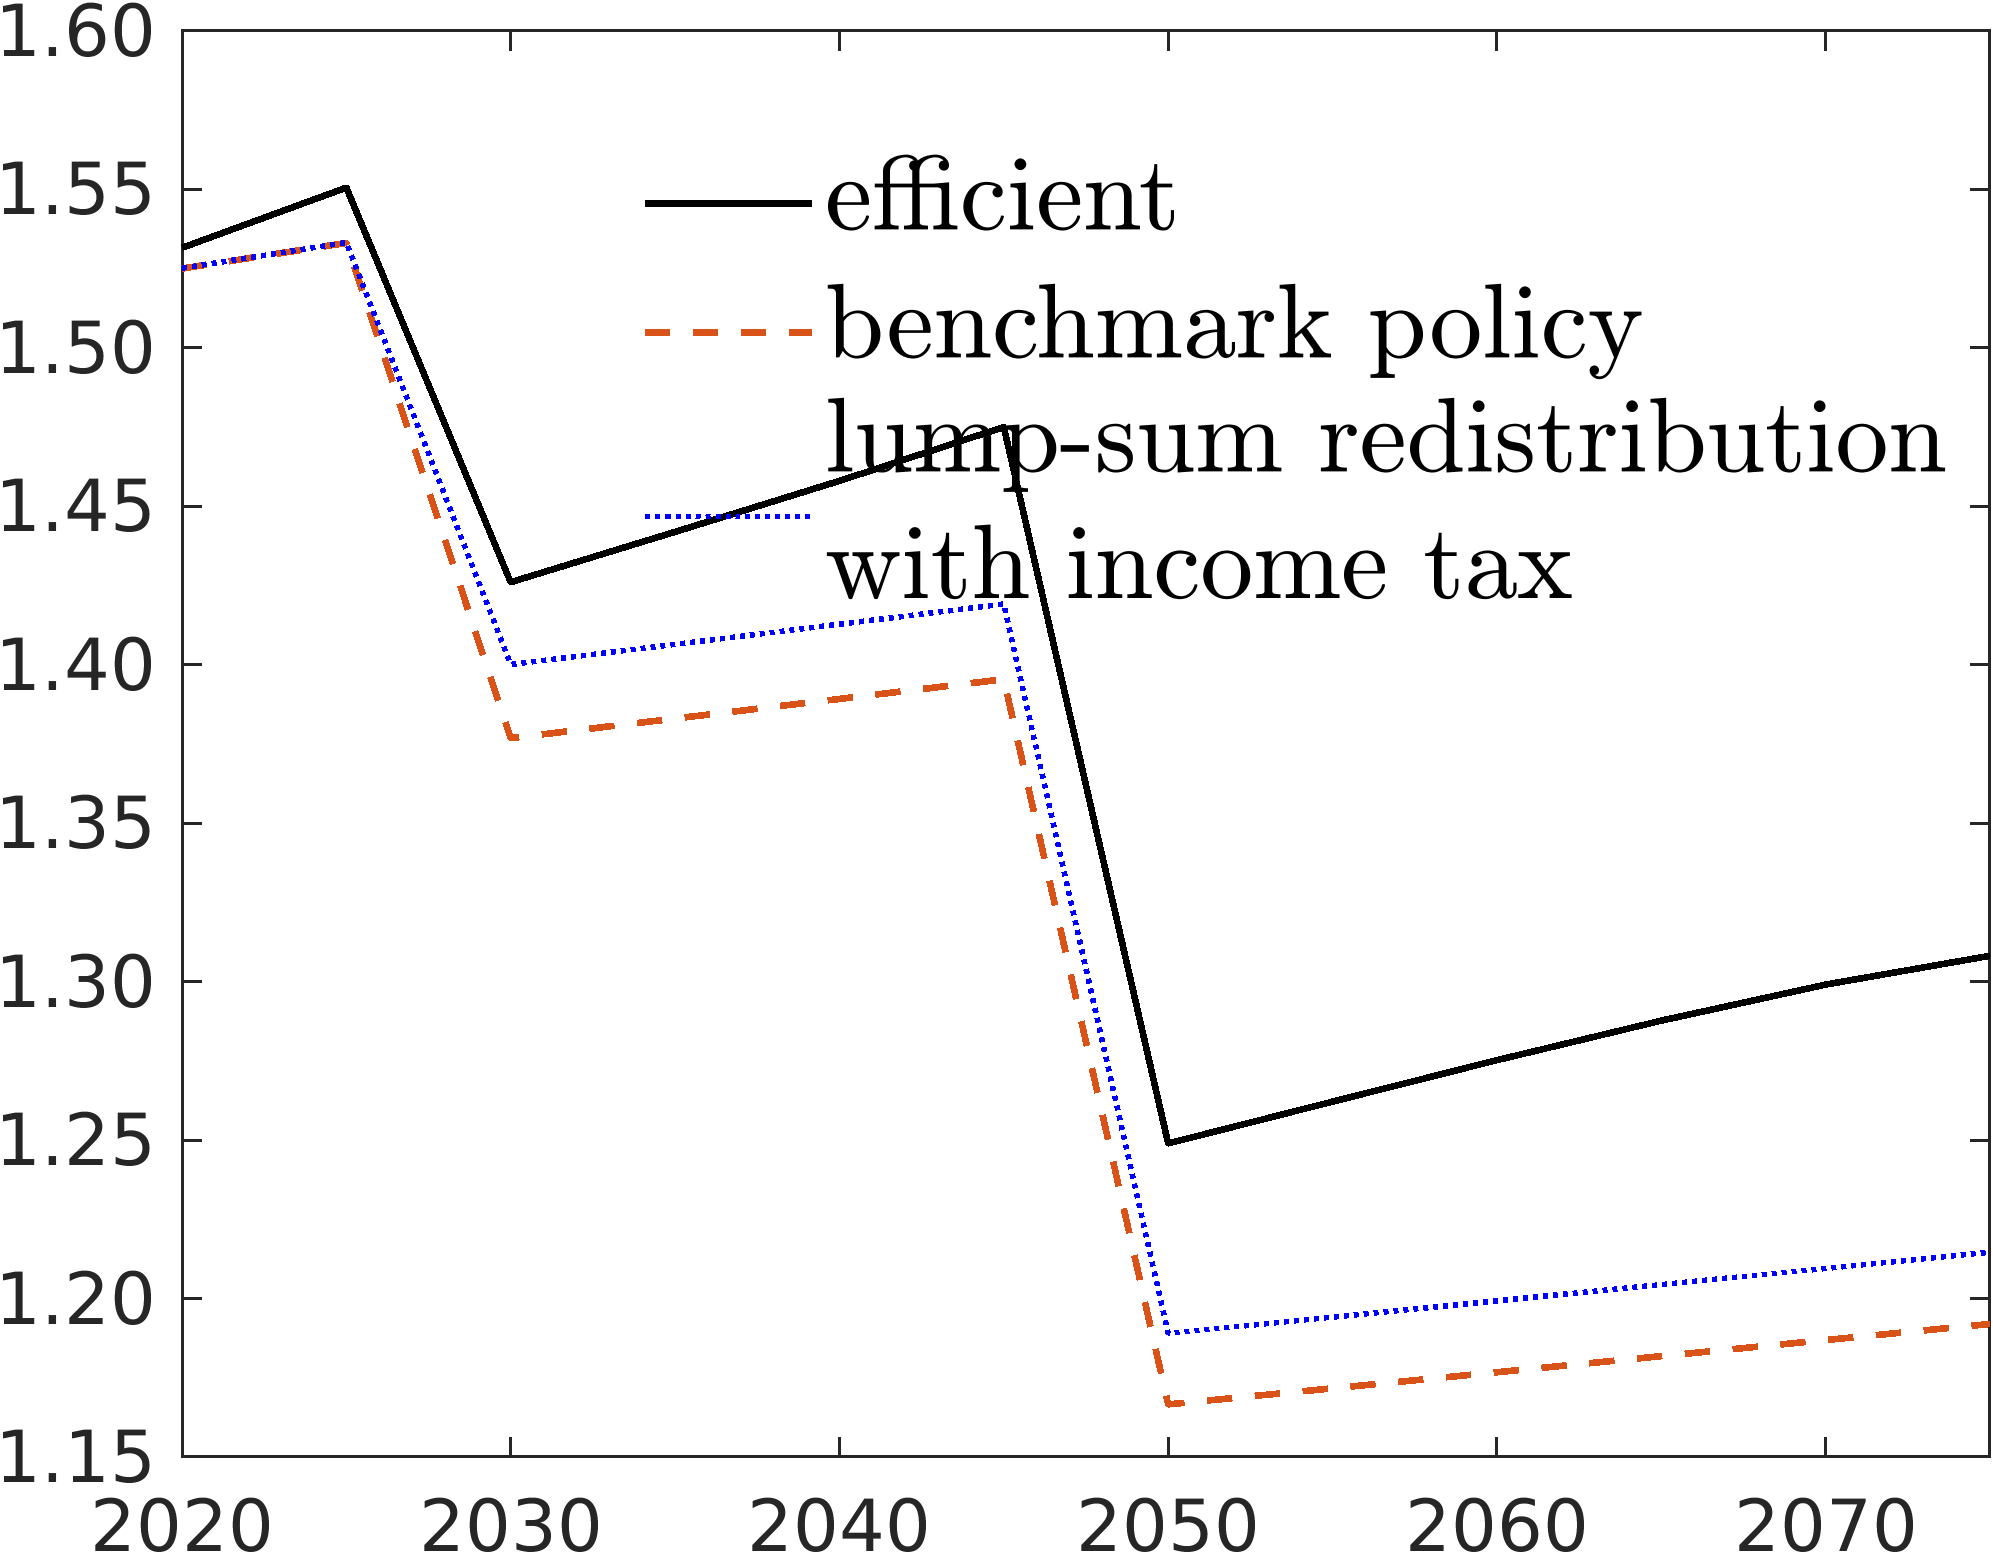 1.60
1.55
1.50
1.45
1.40
1.35
1.30
1.25
1.20
1.15
efficient
benchmark policy
lump-sum redistribution
with income tax
2020 2030 2040 2050 2060 2070